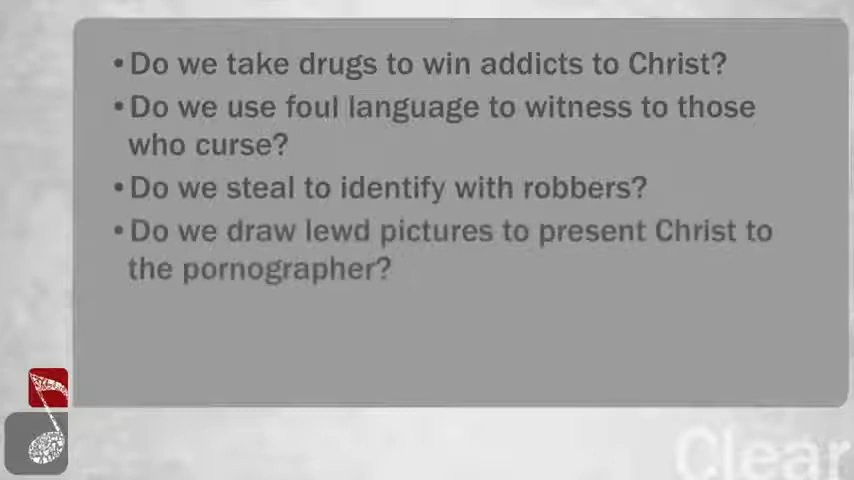 •Do we take drugs to win addicts to Christ?
•Do we use foul language to witness to those
who curse?
•Do we steal to identify with robbers?
•Do we draw lewd pictures to present Christ to
the pornographer?
Clear